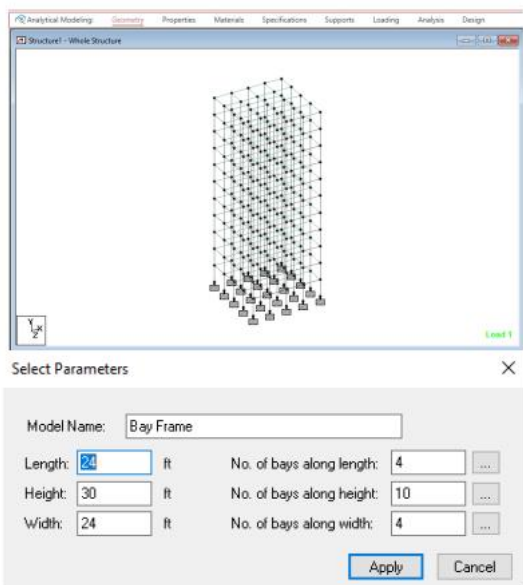 Analytical Modeling: Geometry Properties Materials Specifications Supports Loading Analysis Design
Structure1 - Whole Structure
Y
X
Z
Load 1
Select Parameters
Model Name: Bay Frame
Length: 24 ft No. of bays along length: 4 ...
Height: 30 ft No. of bays along height: 10 ...
Width: 24 ft No. of bays along width: 4 ...
Apply Cancel